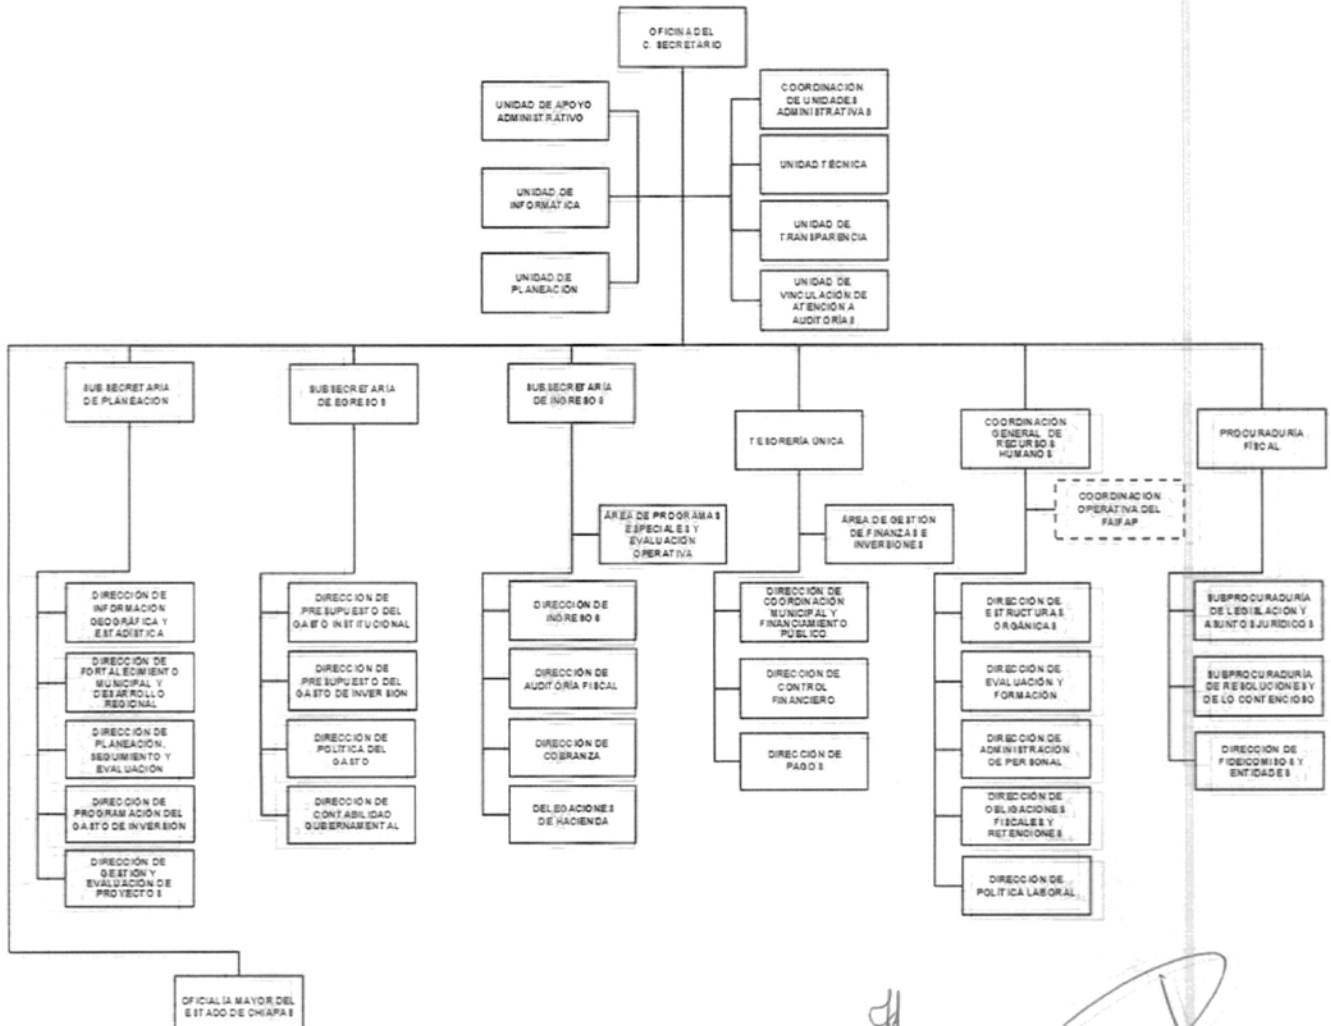 OFICINA DEL
C. SECRETARIO
UNIDAD DE APOYO
ADMINISTRATIVO
UNIDAD DE
INFORMÁTICA
UNIDAD DE
PLANEACIÓN
COORDINACIÓN
DE UNIDADES
ADMINISTRATIVAS
UNIDAD TÉCNICA
UNIDAD DE
TRANSPARENCIA
UNIDAD DE
VINCULACIÓN DE
ATENCIÓN A
AUDITORÍAS
SUBSECRETARÍA
DE PLANEACIÓN
SUBSECRETARÍA
DE EGRESOS
SUBSECRETARÍA
DE INGRESOS
TESORERÍA ÚNICA
COORDINACIÓN
GENERAL DE
RECURSOS
HUMANOS
PROCURADURÍA
FISCAL
ÁREA DE PROGRAMAS
ESPECIALES Y
EVALUACIÓN
OPERATIVA
ÁREA DE GESTIÓN
DE FINANZAS E
INVERSIONES
COORDINACIÓN
OPERATIVA DEL
FAIFAP
DIRECCIÓN DE
INFORMACIÓN
GEOGRÁFICA Y
ESTADÍSTICA
DIRECCIÓN DE
FORTALECIMIENTO
MUNICIPAL Y
DESARROLLO
REGIONAL
DIRECCIÓN DE
PLANEACIÓN,
SEGUIMIENTO Y
EVALUACIÓN
DIRECCIÓN DE
PROGRAMACIÓN DEL
GASTO DE INVERSIÓN
DIRECCIÓN DE
GESTIÓN Y
EVALUACIÓN DE
PROYECTOS
DIRECCIÓN DE
PRESUPUESTO DEL
GASTO INSTITUCIONAL
DIRECCIÓN DE
PRESUPUESTO DEL
GASTO DE INVERSIÓN
DIRECCIÓN DE
POLÍTICA DEL
GASTO
DIRECCIÓN DE
CONTABILIDAD
GUBERNAMENTAL
DIRECCIÓN DE
INGRESOS
DIRECCIÓN DE
AUDITORÍA FISCAL
DIRECCIÓN DE
COBRANZA
DELEGACIONES
DE HACIENDA
DIRECCIÓN DE
COORDINACIÓN
MUNICIPAL Y
FINANCIAMIENTO
PÚBLICO
DIRECCIÓN DE
CONTROL
FINANCIERO
DIRECCIÓN DE
PAGOS
DIRECCIÓN DE
ESTRUCTURAS
ORGÁNICAS
DIRECCIÓN DE
EVALUACIÓN Y
FORMACIÓN
DIRECCIÓN DE
ADMINISTRACIÓN
DE PERSONAL
DIRECCIÓN DE
OBLIGACIONES
FISCALES Y
RETENCIONES
DIRECCIÓN DE
POLÍTICA LABORAL
SUBPROCURADURÍA
DE LEGISLACIÓN Y
ASUNTOS JURÍDICOS
SUBPROCURADURÍA
DE RESOLUCIONES Y
DE LO CONTENCIOSO
DIRECCIÓN DE
FIDEICOMISOS Y
ENTIDADES
OFICIALÍA MAYOR DEL
ESTADO DE CHIAPAS